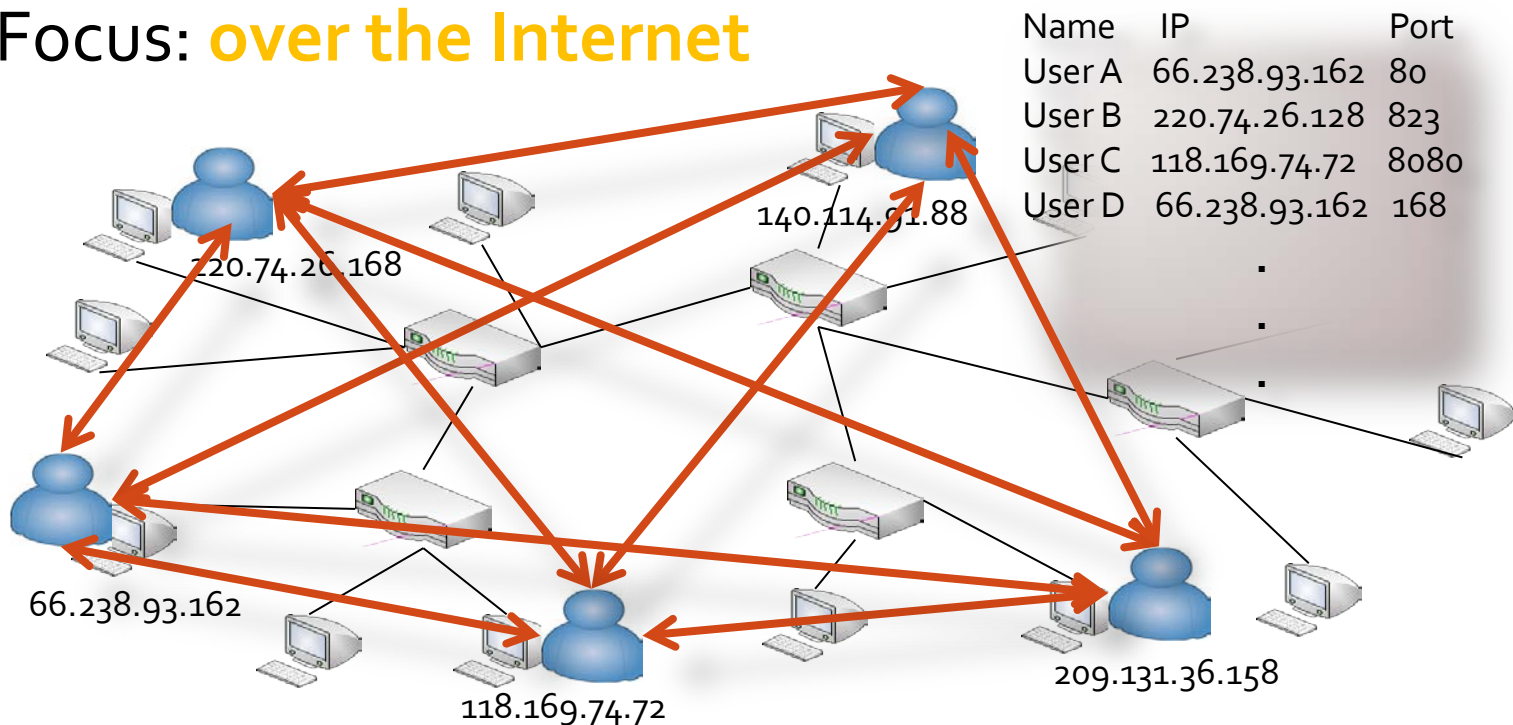 Focus: over the Internet
Name IP Port
User A 66.238.93.162 80
User B 220.74.26.128 823
User C 118.169.74.72 8080
User D 66.238.93.162 168
.
.
.
140.114.91.88
220.74.26.168
66.238.93.162
209.131.36.158
118.169.74.72